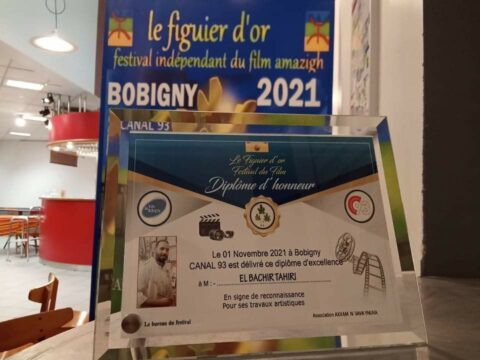 le figuier d'or
festival indépendant du film amazigh
BOBIGNY 2021
CANAL 93
Le Figuier d'or
Festival du Film
Diplôme d'honneur
Le 01 Novembre 2021 à Bobigny
CANAL 93 est délivré ce diplôme d'excellence
à M : - EL BACHIR TAHIRI
En signe de reconnaissance
Pour ses travaux artistiques
Le bureau du festival
Association